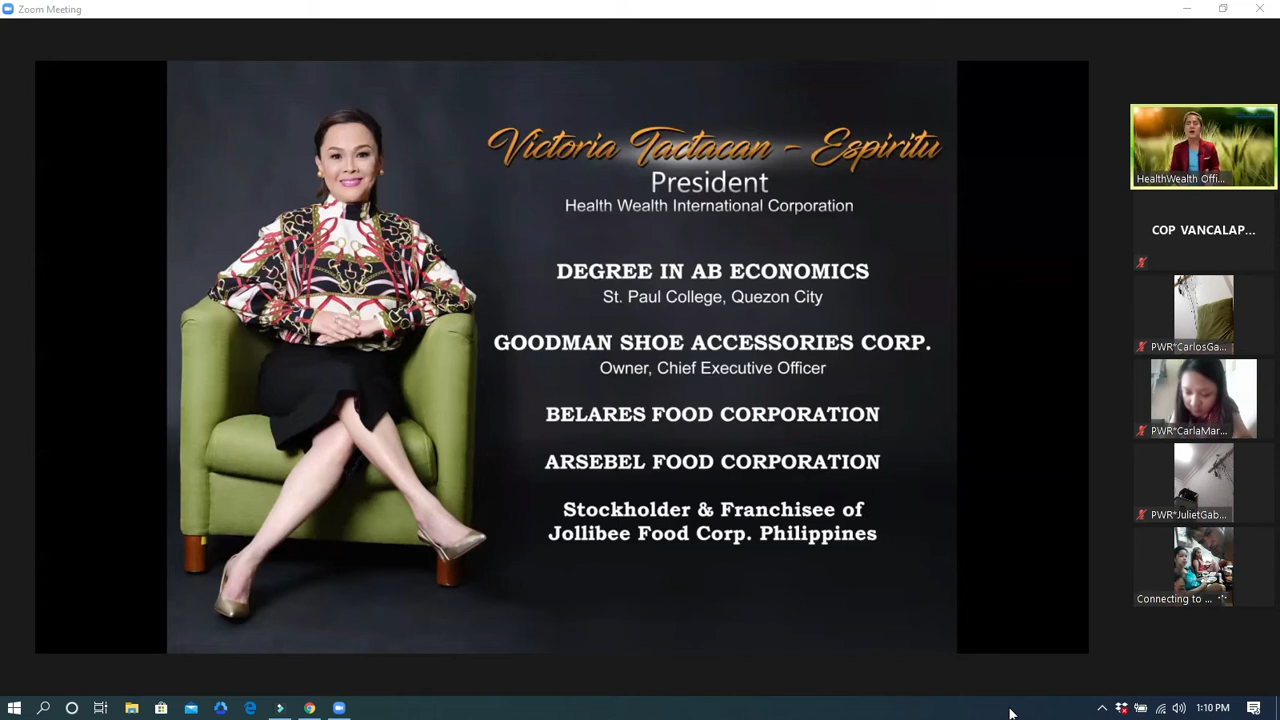 Zoom Meeting
Victoria Tactacan - Espiritu
President
Health Wealth International Corporation
DEGREE IN AB ECONOMICS
St. Paul College, Quezon City
GOODMAN SHOE ACCESSORIES CORP.
Owner, Chief Executive Officer
BELARES FOOD CORPORATION
ARSEBEL FOOD CORPORATION
Stockholder & Franchisee of
Jollibee Food Corp. Philippines
HealthWealth Offi...
COP VANCALAP...
PWR*CarlosGa...
PWR*CarlaMar...
PWR*JulietGab...
Connecting to ...
1:10 PM